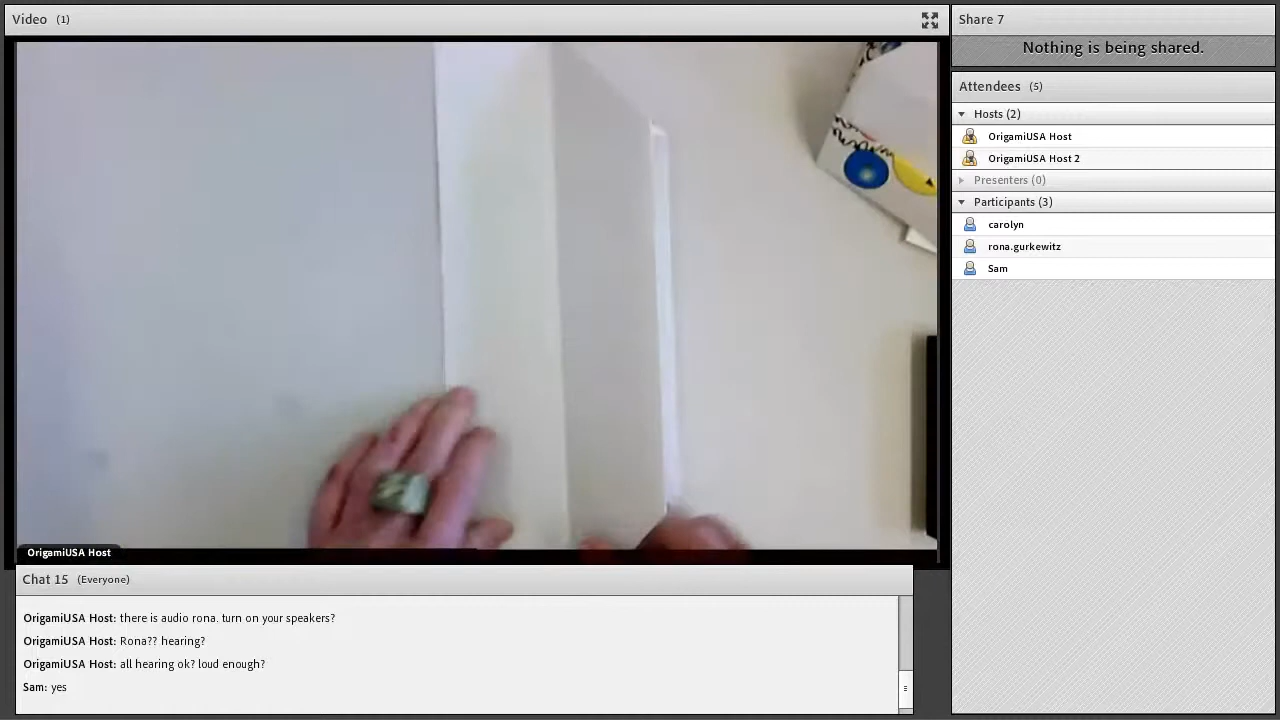 Video (1)
Share 7
Nothing is being shared.
Attendees (5)
Hosts (2)
OrigamiUSA Host
OrigamiUSA Host 2
Presenters (0)
Participants (3)
carolyn
rona.gurkewitz
Sam
OrigamiUSA Host
Chat 15 (Everyone)
OrigamiUSA Host: there is audio rona. turn on your speakers?
OrigamiUSA Host: Rona?? hearing?
OrigamiUSA Host: all hearing ok? loud enough?
Sam: yes